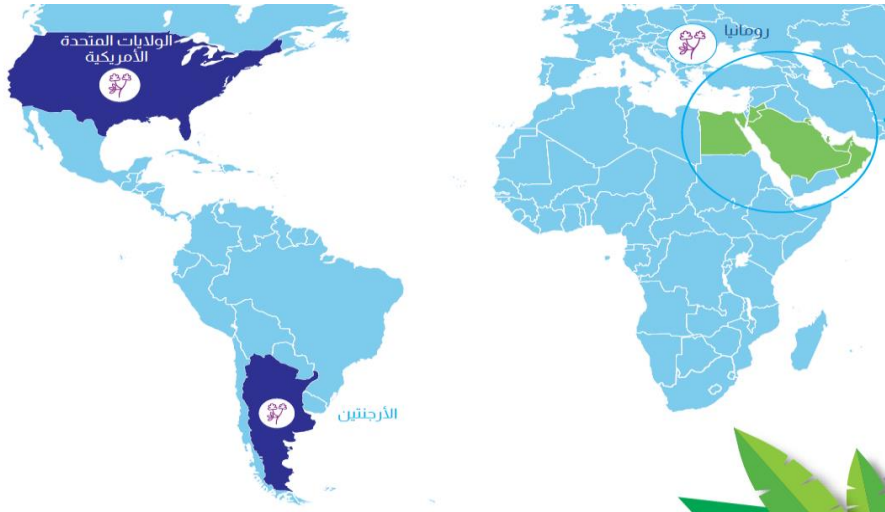 الولايات المتحدة
الأمريكية
رومانيا
الأرجنتين